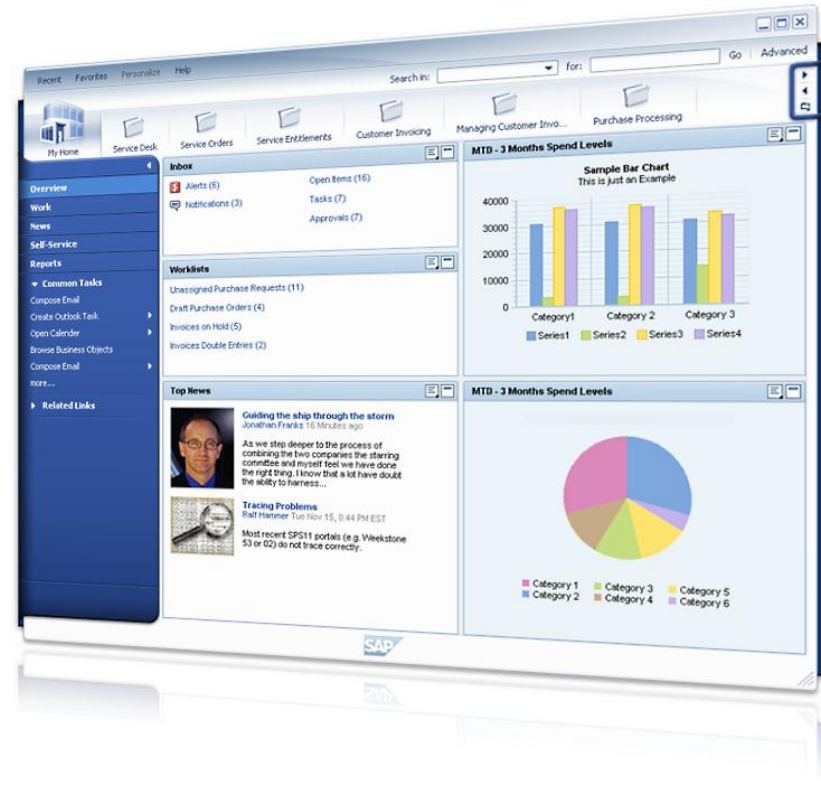 Recent Favorites Personalize Help
Search in: for: Go Advanced
My Home Service Desk Service Orders Service Entitlements Customer Invoicing Managing Customer Invo... Purchase Processing
Overview
Work
News
Self-Service
Reports
Common Tasks
Compose Email
Create Outlook Task
Open Calender
Browse Business Objects
Compose Email
more...
Related Links
Inbox
Alerts (6)
Notifications (3)
Open Items (16)
Tasks (7)
Approvals (7)
Worklists
Unassigned Purchase Requests (11)
Draft Purchase Orders (4)
Invoices on Hold (5)
Invoices Double Entries (2)
Top News
Guiding the ship through the storm
Jonathan Franks 16 Minutes ago
As we step deeper to the process of
combining the two companies the starring
committee and myself feel we have done
the right thing. I know that a lot have doubt
the ability to harness...
Tracing Problems
Ralf Hammer Tue Nov 15, 8:44 PM EST
Most recent SPS11 portals (e.g. Weekstone
53 or 02) do not trace correctly.
MTD - 3 Months Spend Levels
Sample Bar Chart
This is just an Example
40000
30000
20000
10000
0
Category1 Category 2 Category 3
Series1 Series2 Series3 Series4
MTD - 3 Months Spend Levels
Category 1 Category 3 Category 5
Category 2 Category 4 Category 6
SAP